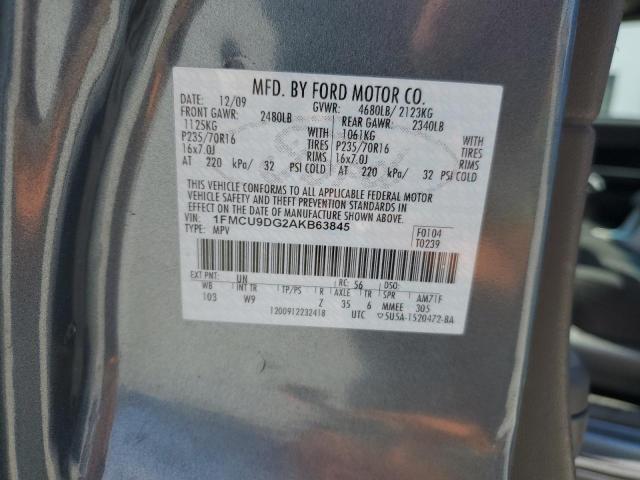 MFD. BY FORD MOTOR CO.
DATE: 12/09 GVWR: 4680LB/ 2123KG
FRONT GAWR: 2480LB REAR GAWR: 2340LB
1125KG WITH 1061KG WITH
P235/70R16 TIRES P235/70R16 TIRES
16x7.0J RIMS 16x7.0J RIMS
AT 220 kPa/ 32 PSI COLD AT 220 kPa/ 32 PSI COLD
THIS VEHICLE CONFORMS TO ALL APPLICABLE FEDERAL MOTOR
VEHICLE SAFETY AND THEFT PREVENTION STANDARDS IN
EFFECT ON THE DATE OF MANUFACTURE SHOWN ABOVE.
VIN: 1FMCU9DG2AKB63845 F0104
TYPE: MPV T0239
EXT PNT: UN RC: 56 DSO:
WB INT TR TP/PS R AXLE TR SPR AM7TF
103 W9 Z 35 6 MMEE 305
1200912232418 UTC 5U5A-1520472-BA